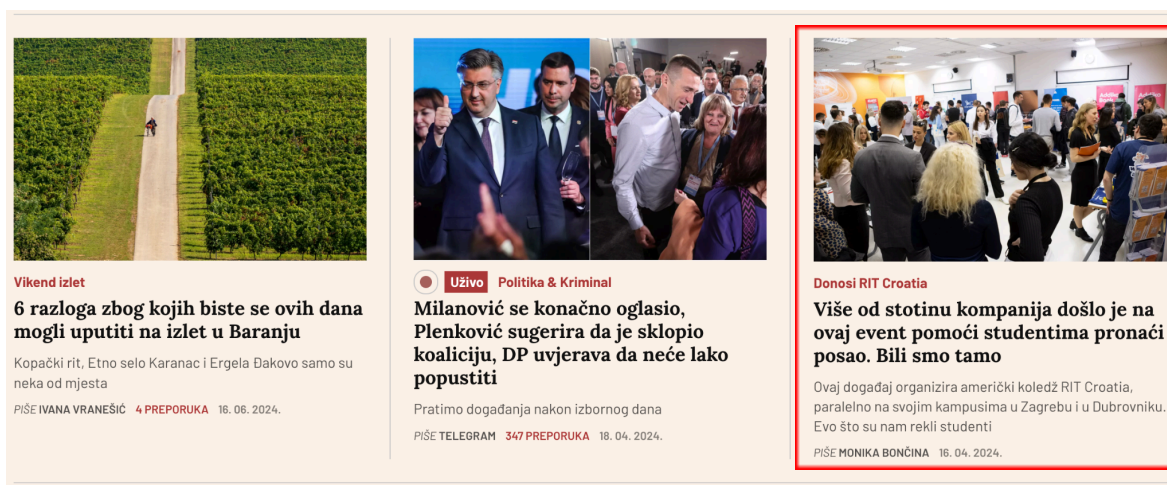 Vikend izlet
6 razloga zbog kojih biste se ovih dana
mogli uputiti na izlet u Baranju
Kopački rit, Etno selo Karanac i Ergela Đakovo samo su
neka od mjesta
PIŠE IVANA VRANEŠIĆ 4 PREPORUKA 16. 06. 2024.
Uživo Politika & Kriminal
Milanović se konačno oglasio,
Plenković sugerira da je sklopio
koaliciju, DP uvjerava da neće lako
popustiti
Pratimo događanja nakon izbornog dana
PIŠE TELEGRAM 347 PREPORUKA 18. 04. 2024.
Donosi RIT Croatia
Više od stotinu kompanija došlo je na
ovaj event pomoći studentima pronaći
posao. Bili smo tamo
Ovaj događaj organizira američki koledž RIT Croatia,
paralelno na svojim kampusima u Zagrebu i u Dubrovniku.
Evo što su nam rekli studenti
PIŠE MONIKA BONČINA 16. 04. 2024.